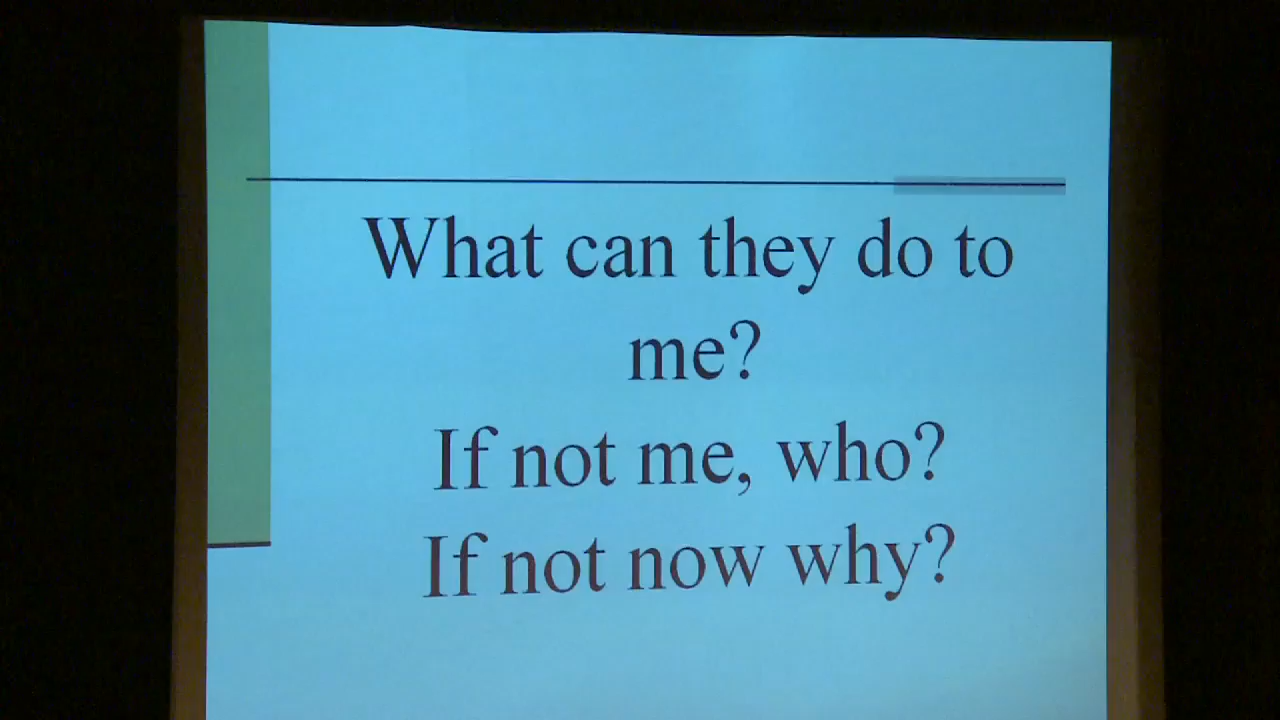 What can they do to
me?
If not me, who?
If not now why?